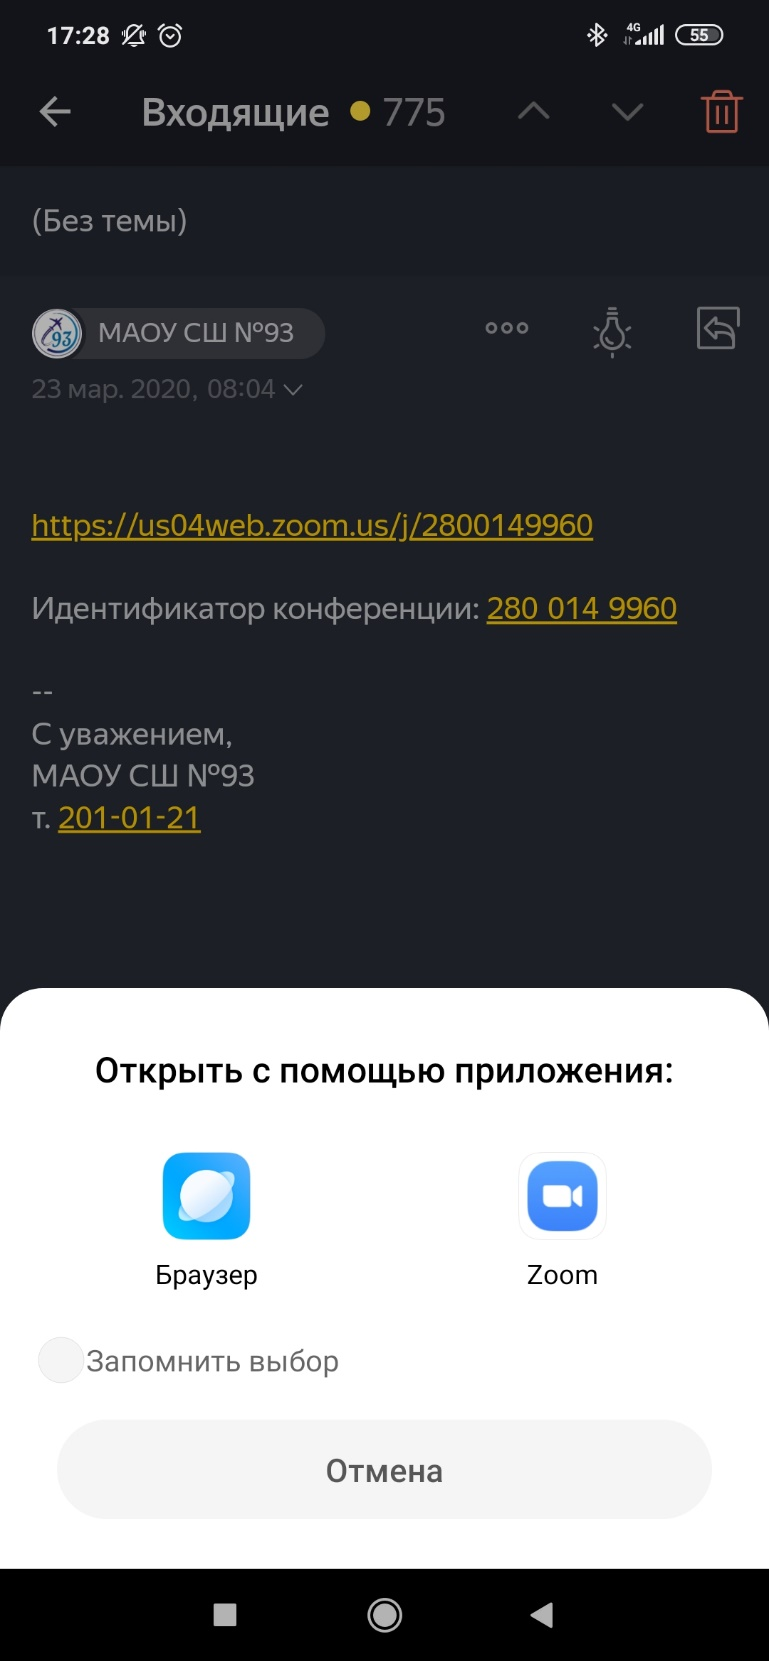 17:28
4G
55
Входящие 775
(Без темы)
93 МАОУ СШ №93
23 мар. 2020, 08:04
https://us04web.zoom.us/j/2800149960
Идентификатор конференции: 280 014 9960
--
С уважением,
МАОУ СШ №93
т. 201-01-21
Открыть с помощью приложения:
Браузер Zoom
Запомнить выбор
Отмена